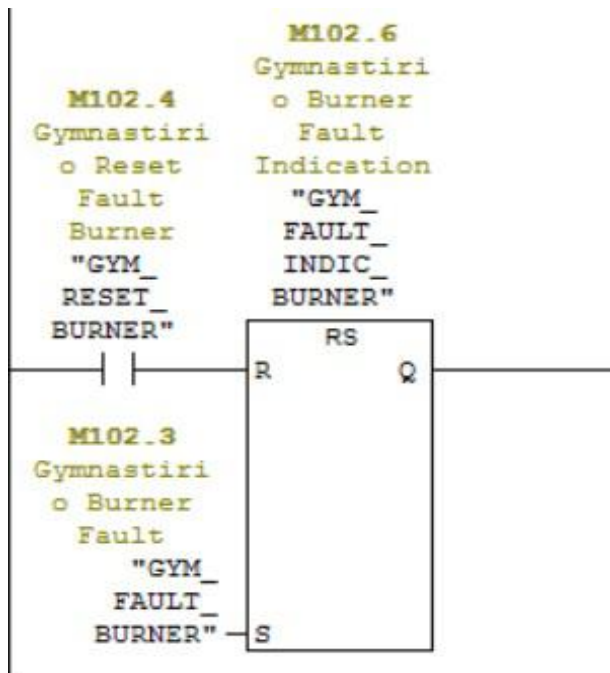 M102.4
Gymnastiri
o Reset
Fault
Burner
"GYM_
RESET_
BURNER"
M102.6
Gymnastiri
o Burner
Fault
Indication
"GYM_
FAULT_
INDIC_
BURNER"
RS
R
Q
M102.3
Gymnastiri
o Burner
Fault
"GYM_
FAULT_
BURNER"
S